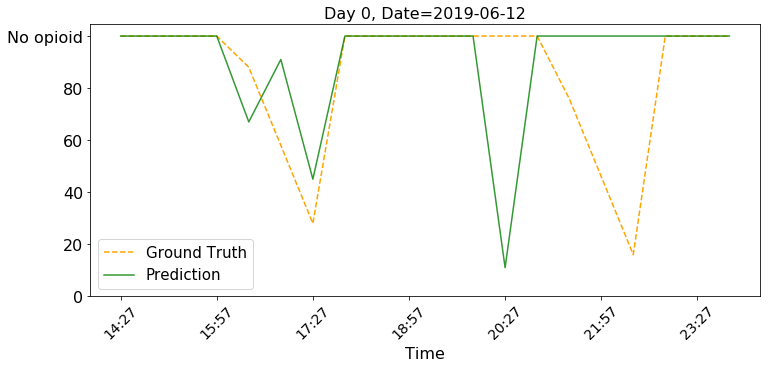 Day 0, Date=2019-06-12
No opioid
80
60
40
20
0
Ground Truth
Prediction
14:27
15:57
17:27
18:57
20:27
21:57
23:27
Time